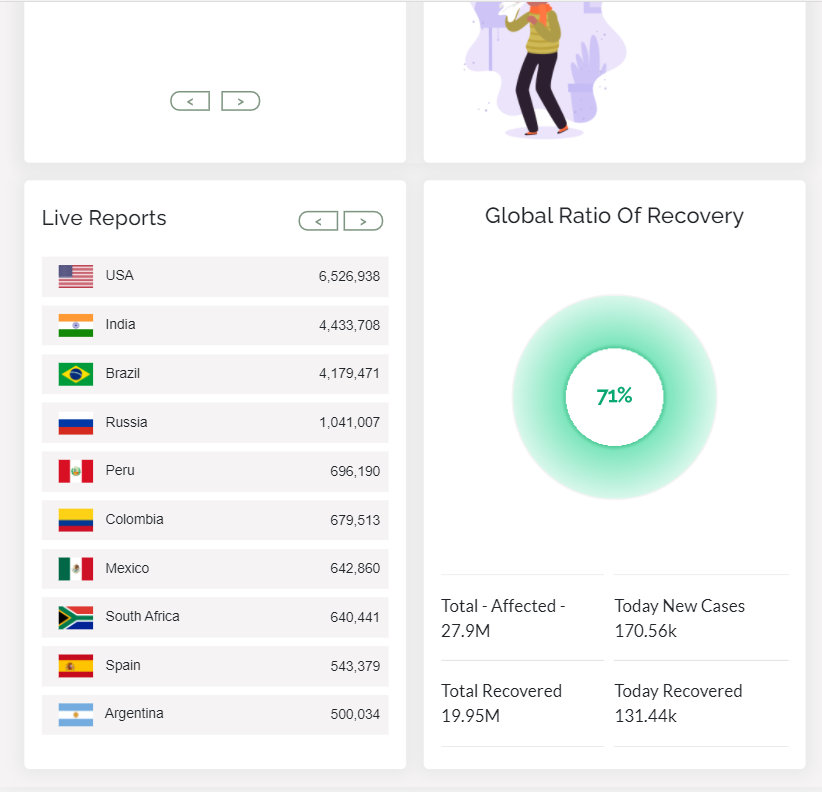 < >
Live Reports < >
USA 6,526,938
India 4,433,708
Brazil 4,179,471
Russia 1,041,007
Peru 696,190
Colombia 679,513
Mexico 642,860
South Africa 640,441
Spain 543,379
Argentina 500,034
Global Ratio Of Recovery
71%
Total - Affected -
27.9M
Today New Cases
170.56k
Total Recovered
19.95M
Today Recovered
131.44k